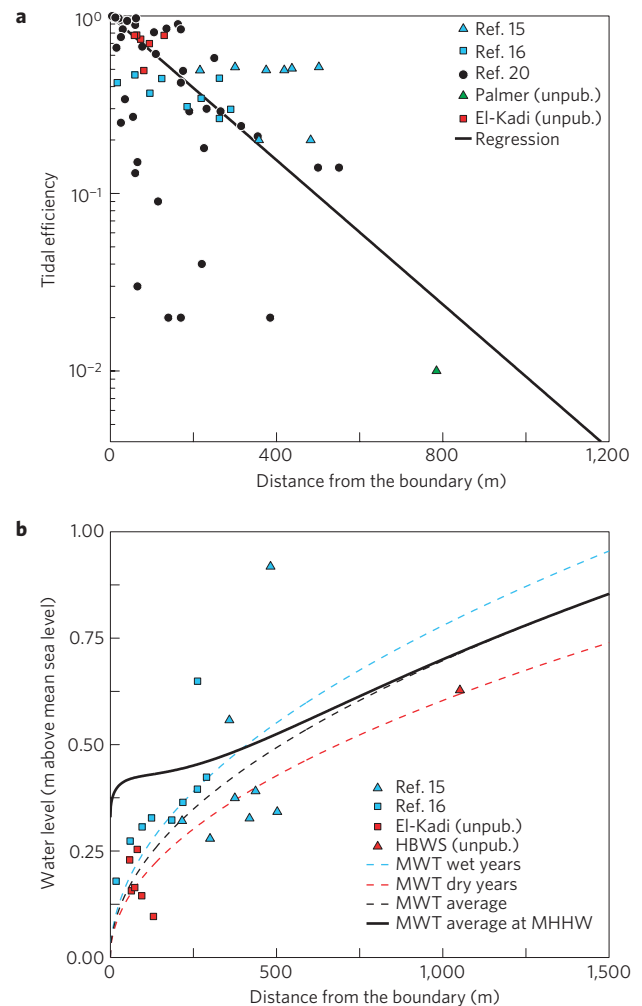 a
10⁰
10⁻¹
10⁻²
Tidal efficiency
Ref. 15
Ref. 16
Ref. 20
Palmer (unpub.)
El-Kadi (unpub.)
Regression
0 400 800 1,200
Distance from the boundary (m)
b
1.00
0.75
0.50
0.25
0.00
Water level (m above mean sea level)
Ref. 15
Ref. 16
El-Kadi (unpub.)
HBWS (unpub.)
MWT wet years
MWT dry years
MWT average
MWT average at MHHW
0 500 1,000 1,500
Distance from the boundary (m)